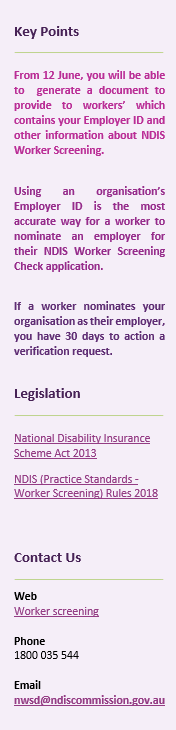 Key Points
From 12 June, you will be able
to generate a document to
provide to workers' which
contains your Employer ID and
other information about NDIS
Worker Screening.
Using an organisation's
Employer ID is the most
accurate way for a worker to
nominate an employer for
their NDIS Worker Screening
Check application.
If a worker nominates your
organisation as their employer,
you have 30 days to action a
verification request.
Legislation
National Disability Insurance
Scheme Act 2013
NDIS (Practice Standards -
Worker Screening) Rules 2018
Contact Us
Web
Worker screening
Phone
1800 035 544
Email
nwsd@ndiscommission.gov.au